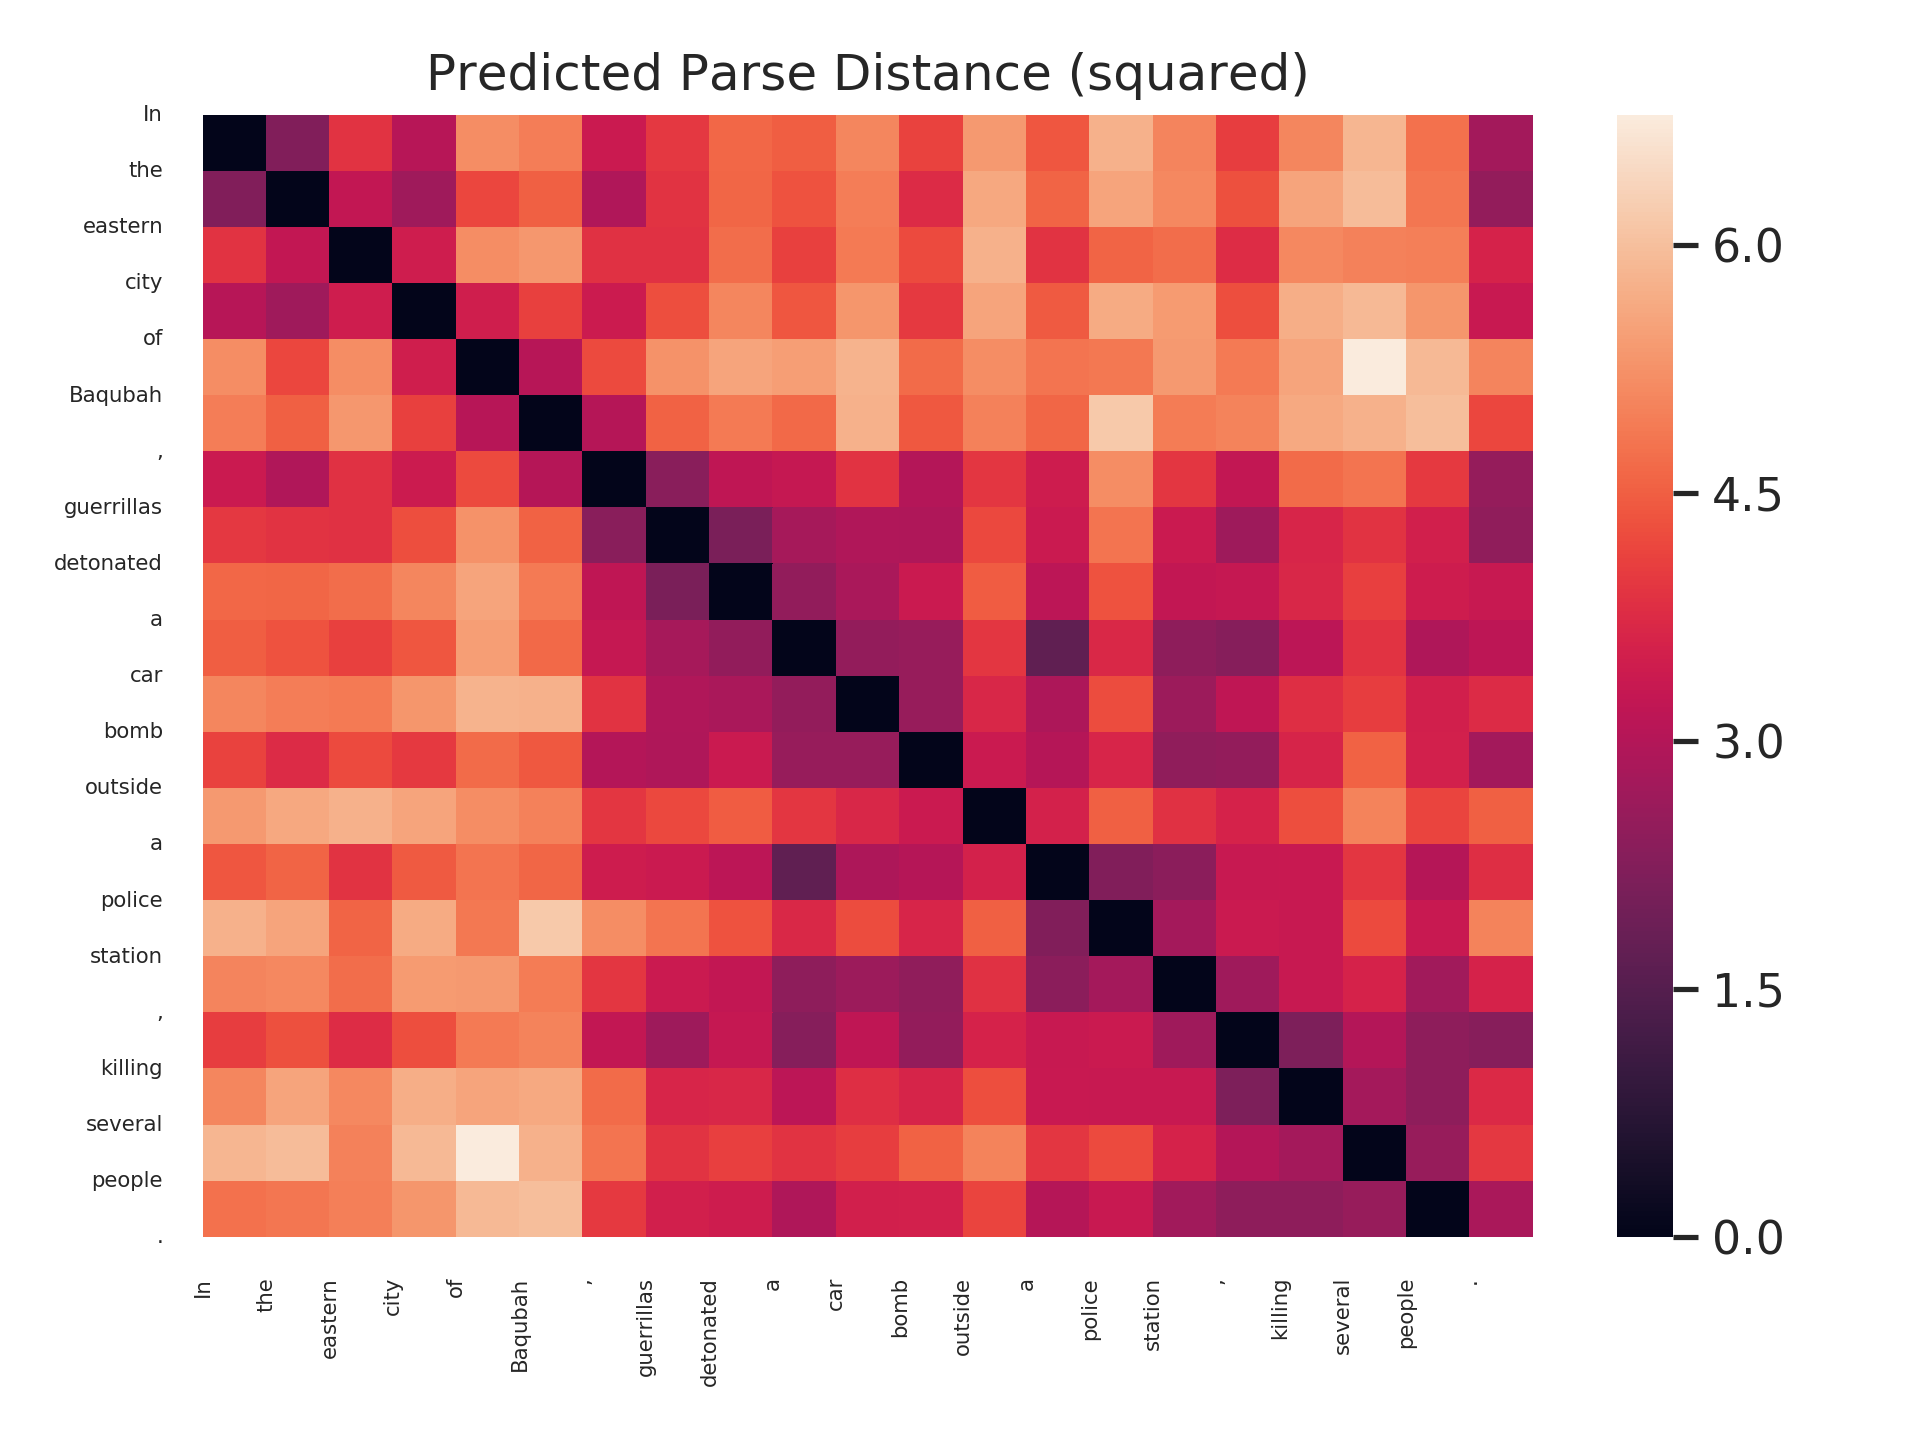 Predicted Parse Distance (squared)
In
the
eastern
city
of
Baqubah
,
guerrillas
detonated
a
car
bomb
outside
a
police
station
,
killing
several
people
.
6.0
4.5
3.0
1.5
0.0
In
the
eastern
city
of
Baqubah
,
guerrillas
detonated
a
car
bomb
outside
a
police
station
,
killing
several
people
.